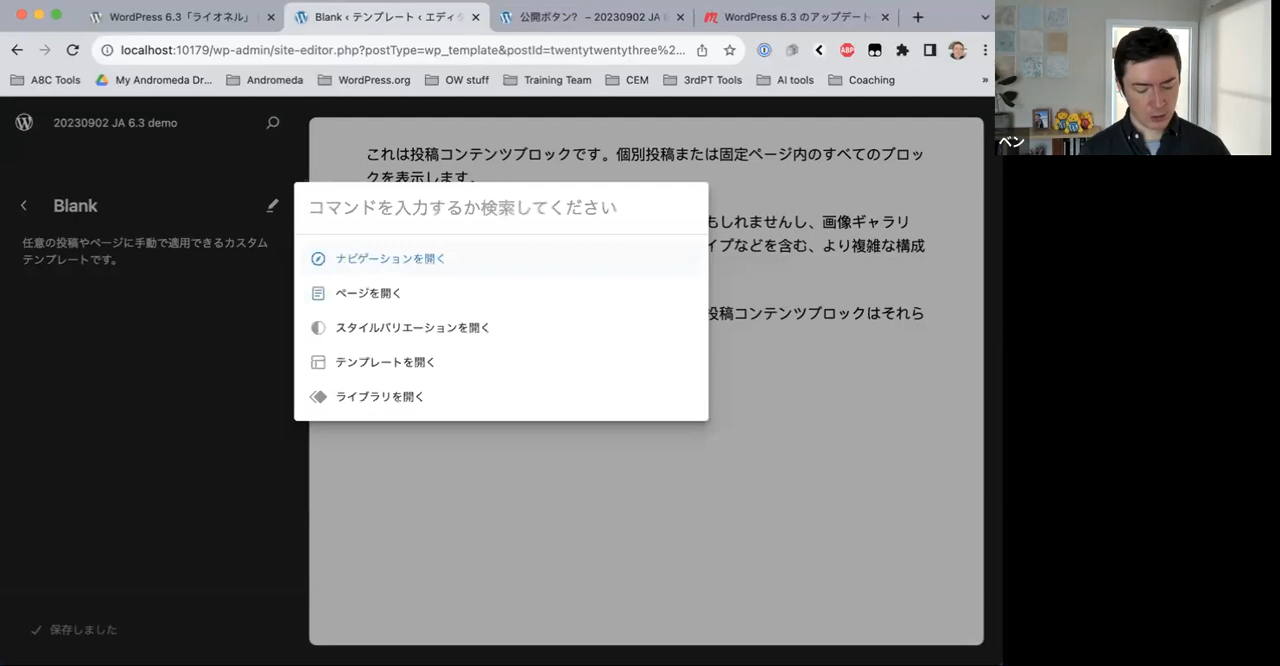 WordPress 6.3「ライオネル」
Blank ‹ テンプレート ‹ エディタ
公開ボタン？ – 20230902 JA
WordPress 6.3 のアップデート
localhost:10179/wp-admin/site-editor.php?postType=wp_template&postId=twentytwentythree%2...
ABP
A8C Tools
My Andromeda Dr...
Andromeda
WordPress.org
OW stuff
Training Team
CEM
3rdPT Tools
AI tools
Coaching
»
20230902 JA 6.3 demo
Blank
任意の投稿やページに手動で適用できるカスタム
テンプレートです。
これは投稿コンテンツブロックです。個別投稿または固定ページ内のすべてのブロッ
クを表示します。
もしれませんし、画像ギャラリ
イプなどを含む、より複雑な構成
投稿コンテンツブロックはそれら
コマンドを入力するか検索してください
ナビゲーションを開く
ページを開く
スタイルバリエーションを開く
テンプレートを開く
ライブラリを開く
保存しました
ベン